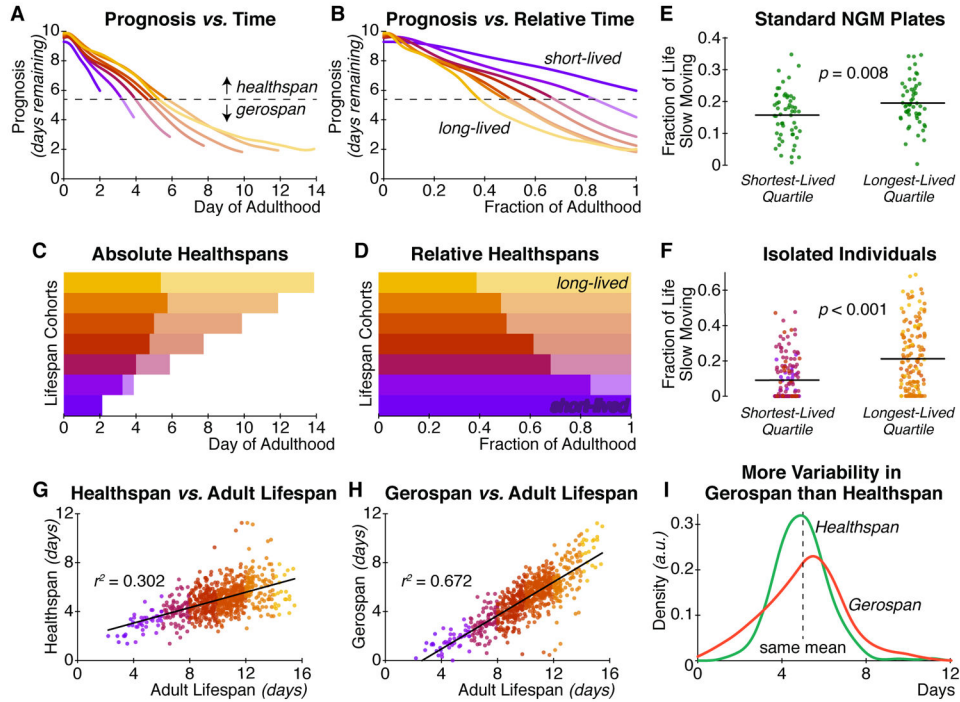 A
Prognosis vs. Time
Prognosis
(days remaining)
10
8
6
4
2
0
↑ healthspan
↓ gerospan
0 2 4 6 8 10 12 14
Day of Adulthood
B
Prognosis vs. Relative Time
Prognosis
(days remaining)
10
8
6
4
2
0
short-lived
long-lived
0 0.2 0.4 0.6 0.8 1
Fraction of Adulthood
E
Standard NGM Plates
Fraction of Life
Slow Moving
0.4
0.3
0.2
0.1
0
p = 0.008
Shortest-Lived
Quartile
Longest-Lived
Quartile
C
Absolute Healthspans
Lifespan Cohorts
0 2 4 6 8 10 12 14
Day of Adulthood
D
Relative Healthspans
Lifespan Cohorts
long-lived
short-lived
0 0.2 0.4 0.6 0.8 1
Fraction of Adulthood
F
Isolated Individuals
Fraction of Life
Slow Moving
0.6
0.4
0.2
0
p < 0.001
Shortest-Lived
Quartile
Longest-Lived
Quartile
G
Healthspan vs. Adult Lifespan
Healthspan (days)
12
8
4
0
r² = 0.302
0 4 8 12 16
Adult Lifespan (days)
H
Gerospan vs. Adult Lifespan
Gerospan (days)
12
8
4
0
r² = 0.672
0 4 8 12 16
Adult Lifespan (days)
I
More Variability in
Gerospan than Healthspan
Density (a.u.)
0.3
0.2
0.1
0
Healthspan
Gerospan
same mean
0 4 8 12
Days